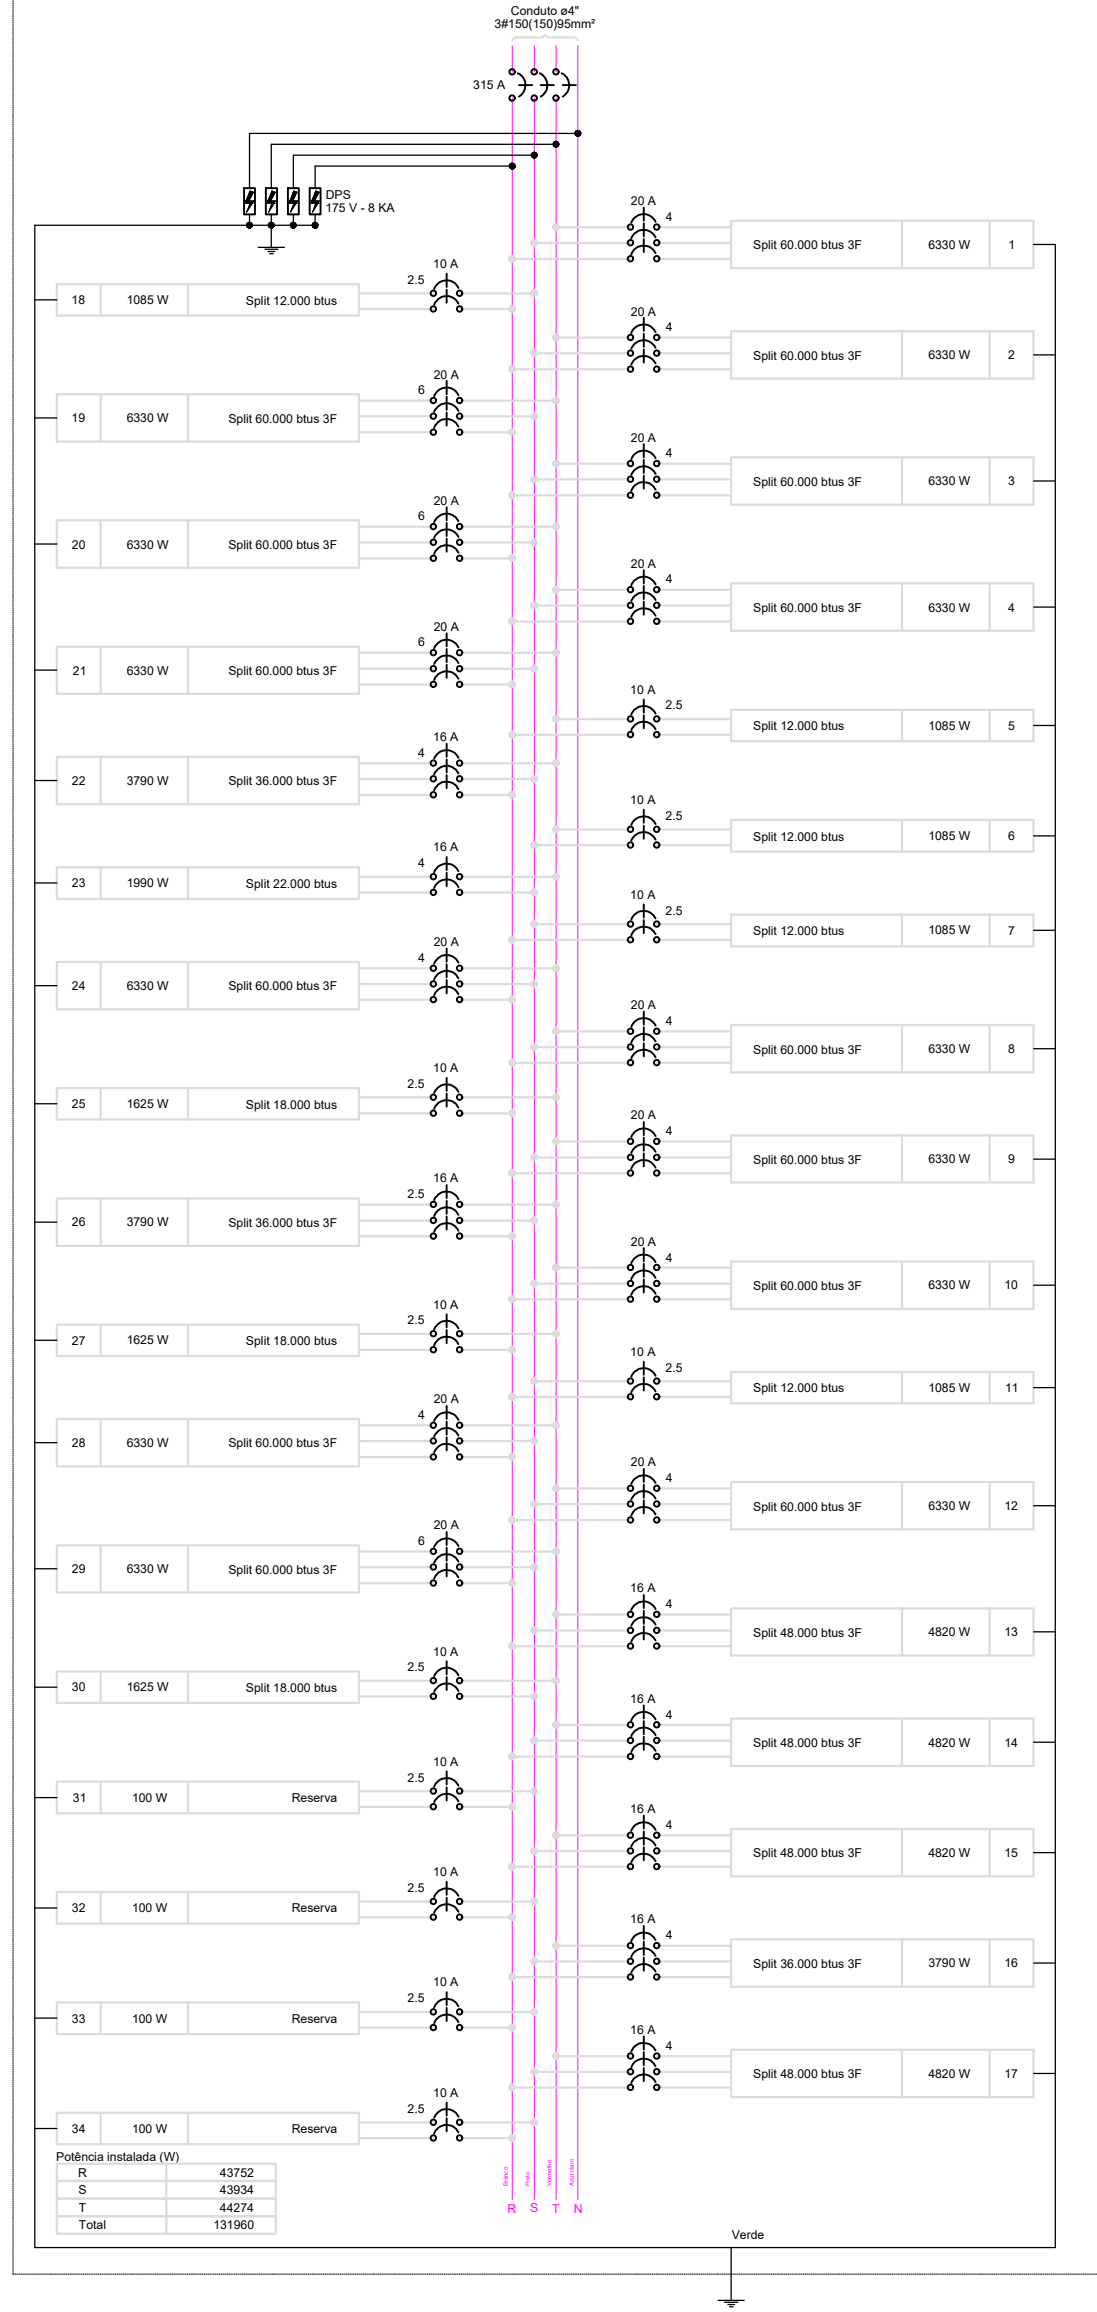 Conduto ø4"
3#150(150)95mm²
315 A
DPS
175 V - 8 KA
20 A
4
Split 60.000 btus 3F 6330 W 1
10 A
2.5
18 1085 W Split 12.000 btus
20 A
4
Split 60.000 btus 3F 6330 W 2
20 A
6
19 6330 W Split 60.000 btus 3F
20 A
4
Split 60.000 btus 3F 6330 W 3
20 A
6
20 6330 W Split 60.000 btus 3F
20 A
4
Split 60.000 btus 3F 6330 W 4
20 A
6
21 6330 W Split 60.000 btus 3F
10 A
2.5
Split 12.000 btus 1085 W 5
16 A
4
22 3790 W Split 36.000 btus 3F
10 A
2.5
Split 12.000 btus 1085 W 6
16 A
4
23 1990 W Split 22.000 btus
10 A
2.5
Split 12.000 btus 1085 W 7
20 A
4
24 6330 W Split 60.000 btus 3F
20 A
4
Split 60.000 btus 3F 6330 W 8
10 A
2.5
25 1625 W Split 18.000 btus
20 A
4
Split 60.000 btus 3F 6330 W 9
16 A
2.5
26 3790 W Split 36.000 btus 3F
20 A
4
Split 60.000 btus 3F 6330 W 10
10 A
2.5
27 1625 W Split 18.000 btus
10 A
2.5
Split 12.000 btus 1085 W 11
20 A
4
28 6330 W Split 60.000 btus 3F
20 A
4
Split 60.000 btus 3F 6330 W 12
20 A
6
29 6330 W Split 60.000 btus 3F
16 A
4
Split 48.000 btus 3F 4820 W 13
10 A
2.5
30 1625 W Split 18.000 btus
16 A
4
Split 48.000 btus 3F 4820 W 14
10 A
2.5
31 100 W Reserva
16 A
4
Split 48.000 btus 3F 4820 W 15
10 A
2.5
32 100 W Reserva
16 A
4
Split 36.000 btus 3F 3790 W 16
10 A
2.5
33 100 W Reserva
16 A
4
Split 48.000 btus 3F 4820 W 17
10 A
2.5
34 100 W Reserva
Potência instalada (W)
R 43752
S 43934
T 44274
Total 131960
Branco
Preto
Vermelho
Azul claro
R S T N
Verde